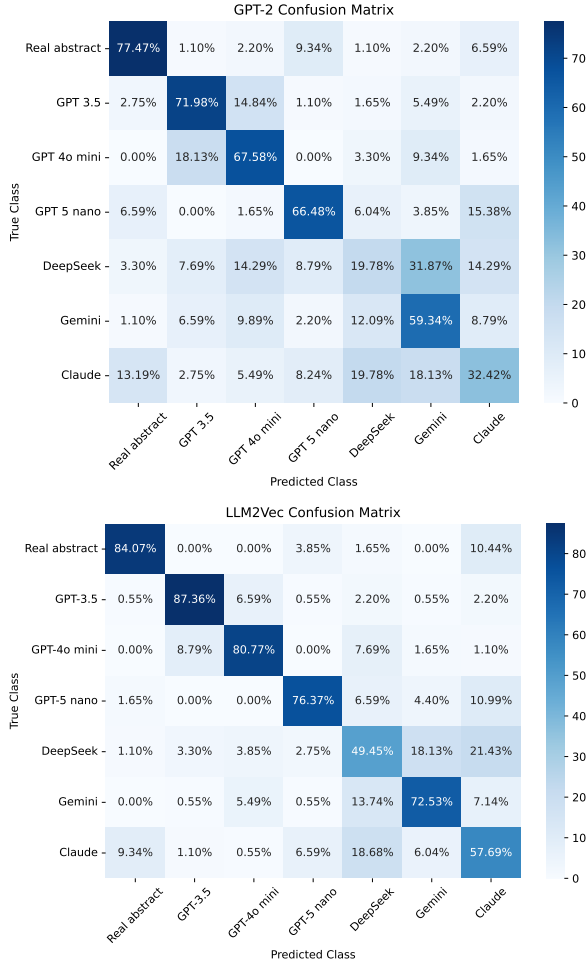 GPT-2 Confusion Matrix
Real abstract 77.47% 1.10% 2.20% 9.34% 1.10% 2.20% 6.59%
GPT 3.5 2.75% 71.98% 14.84% 1.10% 1.65% 5.49% 2.20%
GPT 4o mini 0.00% 18.13% 67.58% 0.00% 3.30% 9.34% 1.65%
GPT 5 nano 6.59% 0.00% 1.65% 66.48% 6.04% 3.85% 15.38%
DeepSeek 3.30% 7.69% 14.29% 8.79% 19.78% 31.87% 14.29%
Gemini 1.10% 6.59% 9.89% 2.20% 12.09% 59.34% 8.79%
Claude 13.19% 2.75% 5.49% 8.24% 19.78% 18.13% 32.42%
True Class
Real abstract GPT 3.5 GPT 4o mini GPT 5 nano DeepSeek Gemini Claude
Predicted Class
70
60
50
40
30
20
10
0
LLM2Vec Confusion Matrix
Real abstract 84.07% 0.00% 0.00% 3.85% 1.65% 0.00% 10.44%
GPT-3.5 0.55% 87.36% 6.59% 0.55% 2.20% 0.55% 2.20%
GPT-4o mini 0.00% 8.79% 80.77% 0.00% 7.69% 1.65% 1.10%
GPT-5 nano 1.65% 0.00% 0.00% 76.37% 6.59% 4.40% 10.99%
DeepSeek 1.10% 3.30% 3.85% 2.75% 49.45% 18.13% 21.43%
Gemini 0.00% 0.55% 5.49% 0.55% 13.74% 72.53% 7.14%
Claude 9.34% 1.10% 0.55% 6.59% 18.68% 6.04% 57.69%
True Class
Real abstract GPT-3.5 GPT-4o mini GPT-5 nano DeepSeek Gemini Claude
Predicted Class
80
70
60
50
40
30
20
10
0